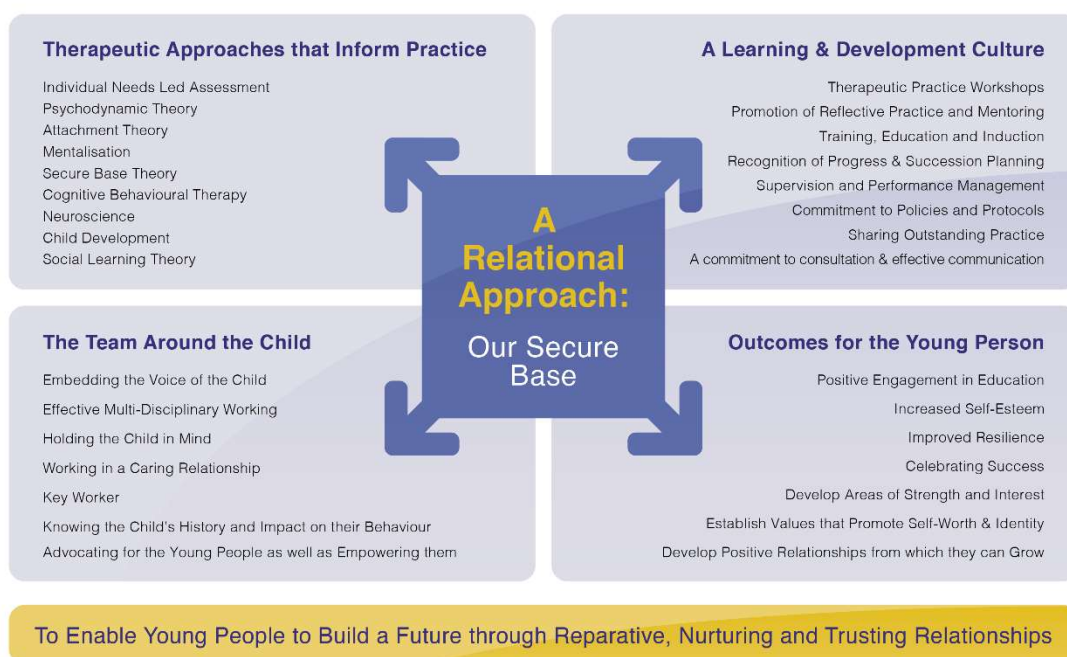 Therapeutic Approaches that Inform Practice
Individual Needs Led Assessment
Psychodynamic Theory
Attachment Theory
Mentalisation
Secure Base Theory
Cognitive Behavioural Therapy
Neuroscience
Child Development
Social Learning Theory
A Learning & Development Culture
Therapeutic Practice Workshops
Promotion of Reflective Practice and Mentoring
Training, Education and Induction
Recognition of Progress & Succession Planning
Supervision and Performance Management
Commitment to Policies and Protocols
Sharing Outstanding Practice
A commitment to consultation & effective communication
A
Relational
Approach:
Our Secure
Base
The Team Around the Child
Embedding the Voice of the Child
Effective Multi-Disciplinary Working
Holding the Child in Mind
Working in a Caring Relationship
Key Worker
Knowing the Child's History and Impact on their Behaviour
Advocating for the Young People as well as Empowering them
Outcomes for the Young Person
Positive Engagement in Education
Increased Self-Esteem
Improved Resilience
Celebrating Success
Develop Areas of Strength and Interest
Establish Values that Promote Self-Worth & Identity
Develop Positive Relationships from which they can Grow
To Enable Young People to Build a Future through Reparative, Nurturing and Trusting Relationships